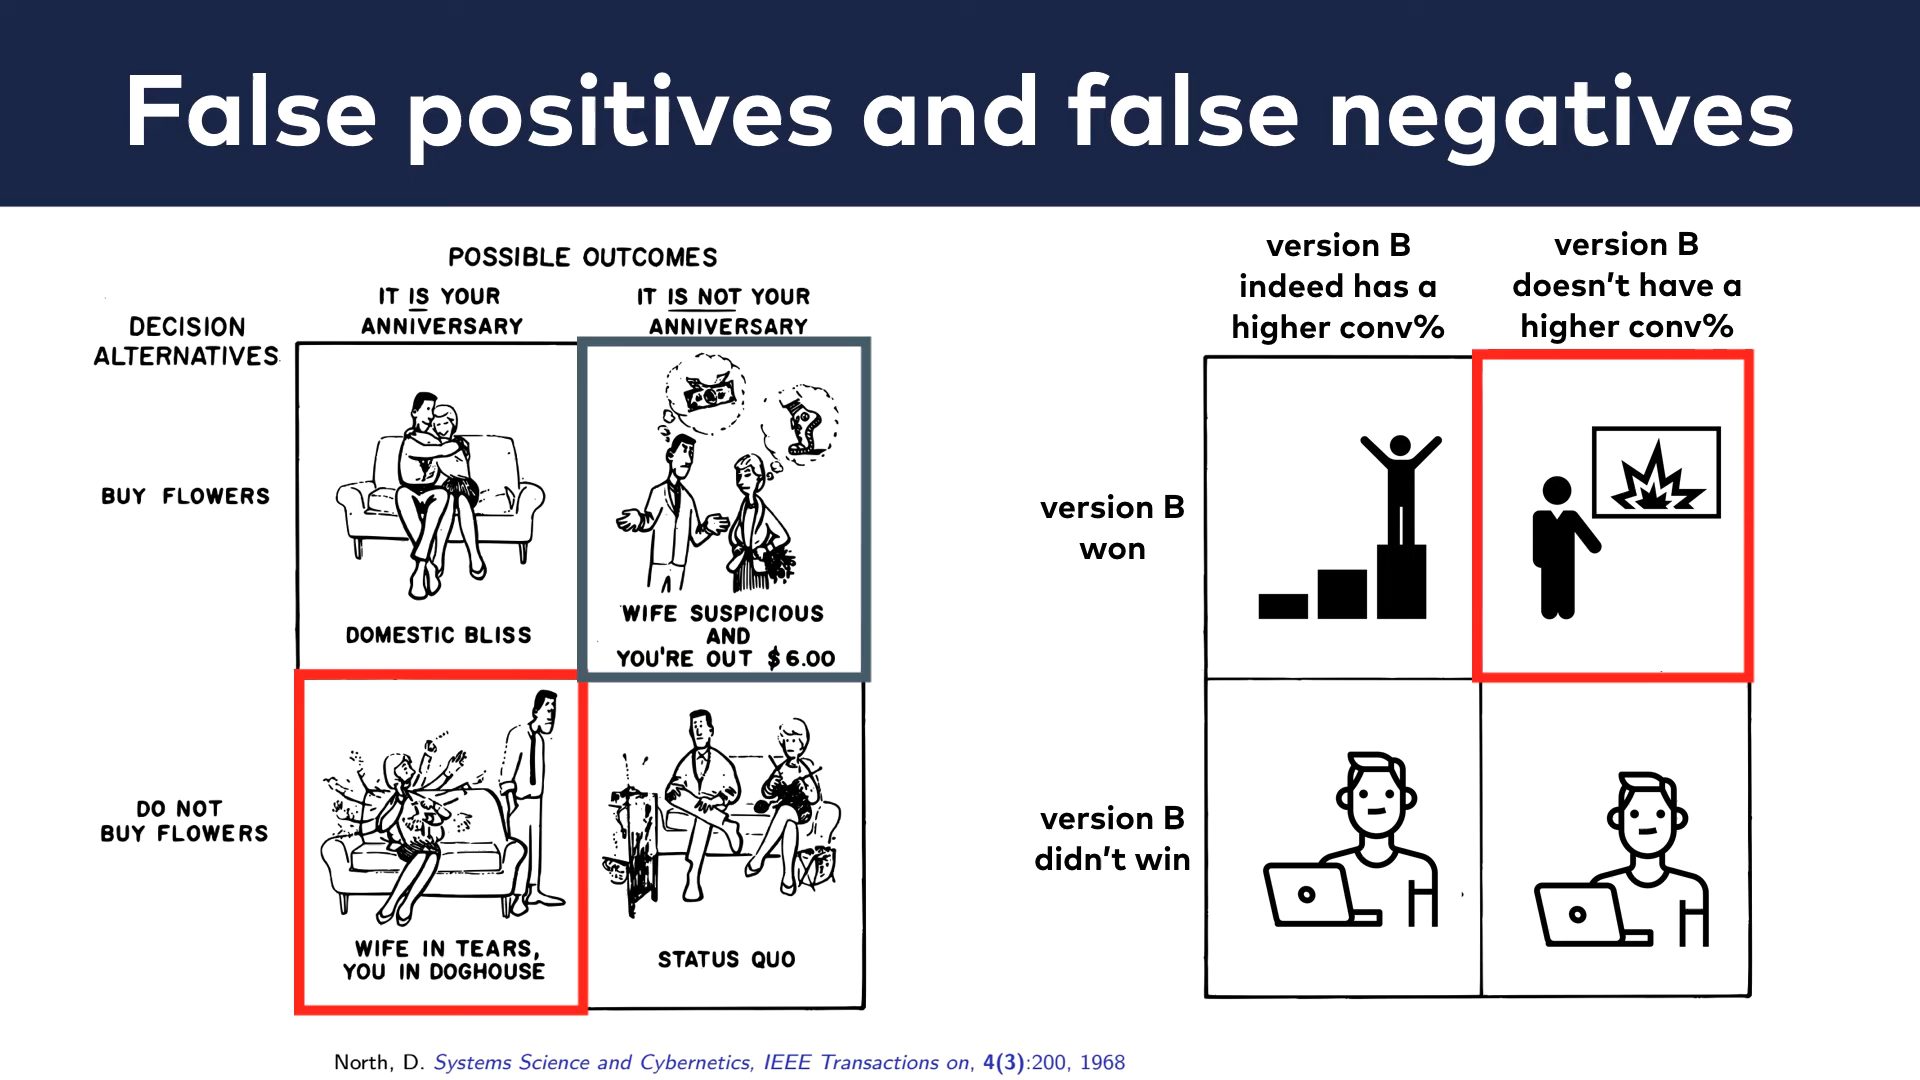 False positives and false negatives
POSSIBLE OUTCOMES
DECISION
ALTERNATIVES
IT IS YOUR
ANNIVERSARY
IT IS NOT YOUR
ANNIVERSARY
BUY FLOWERS
DOMESTIC BLISS
WIFE SUSPICIOUS
AND
YOU'RE OUT $6.00
DO NOT
BUY FLOWERS
WIFE IN TEARS,
YOU IN DOGHOUSE
STATUS QUO
version B
indeed has a
higher conv%
version B
doesn't have a
higher conv%
version B
won
version B
didn't win
North, D. Systems Science and Cybernetics, IEEE Transactions on, 4(3):200, 1968